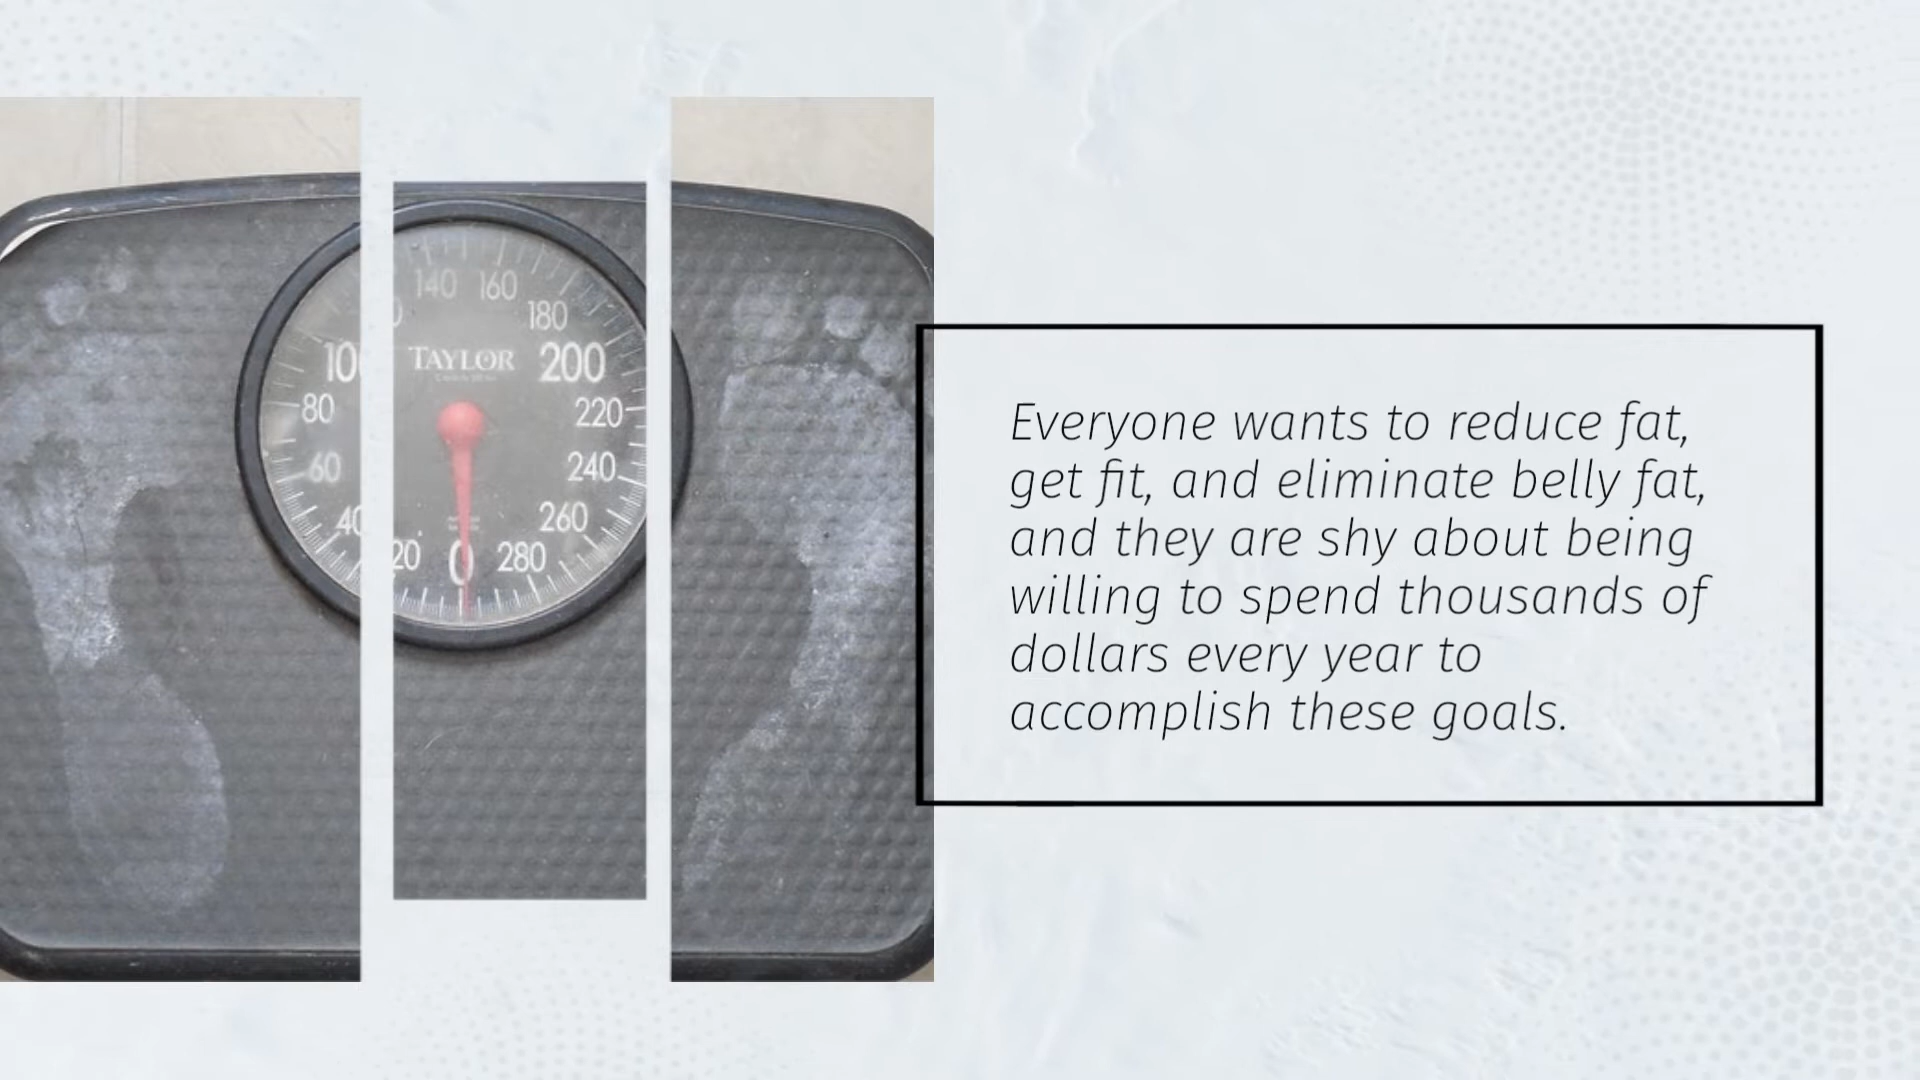 140 160
180
10
TAYLOR
200
80
220
60
240
40
260
20
0
280
Everyone wants to reduce fat,
get fit, and eliminate belly fat,
and they are shy about being
willing to spend thousands of
dollars every year to
accomplish these goals.